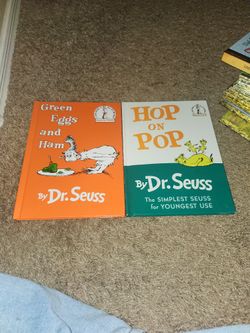 Green
Eggs
and
Ham
By Dr. Seuss
HOP
ON
POP
By Dr. Seuss
The SIMPLEST SEUSS
for YOUNGEST USE